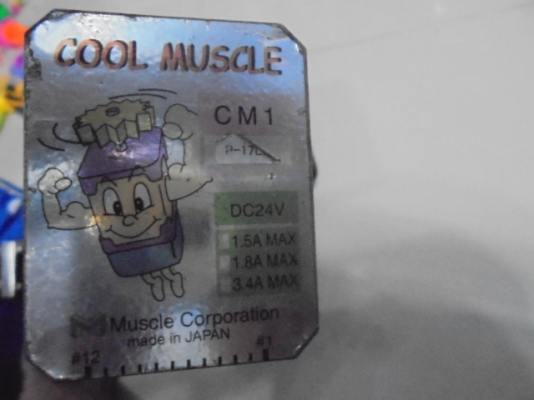 COOL MUSCLE
CM1
DC24V
1.5A MAX
1.8A MAX
3.4A MAX
Muscle Corporation
made in JAPAN
#12 #1